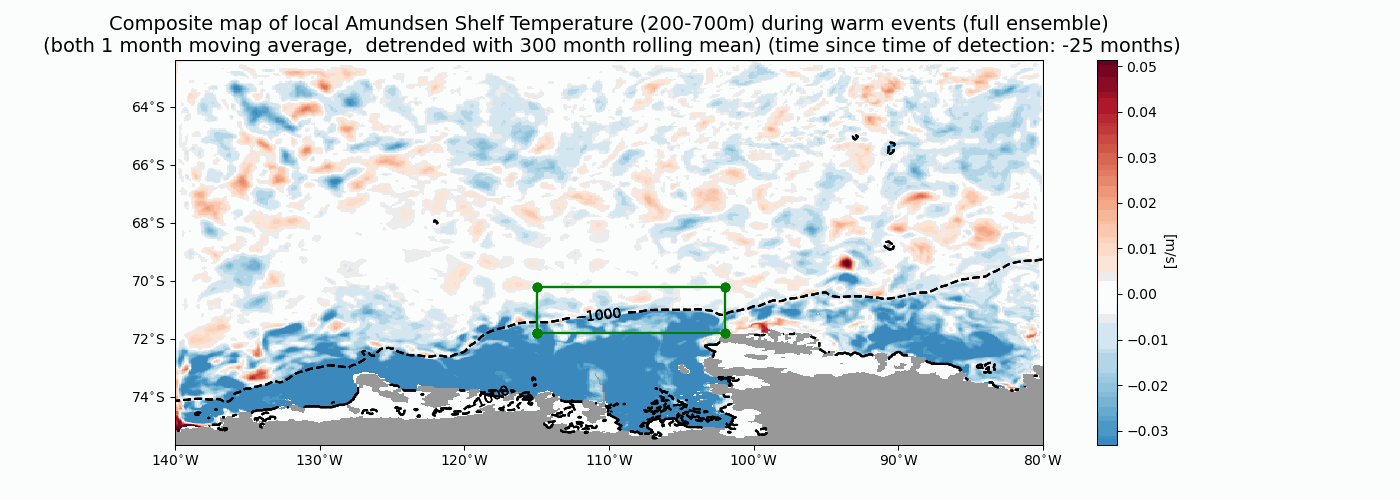 Composite map of local Amundsen Shelf Temperature (200-700m) during warm events (full ensemble)
(both 1 month moving average,  detrended with 300 month rolling mean) (time since time of detection: -25 months)
64°S
66°S
68°S
70°S
72°S
74°S
140°W
130°W
120°W
110°W
100°W
90°W
80°W
−1000
0.05
0.04
0.03
0.02
0.01
0.00
−0.01
−0.02
−0.03
[m/s]